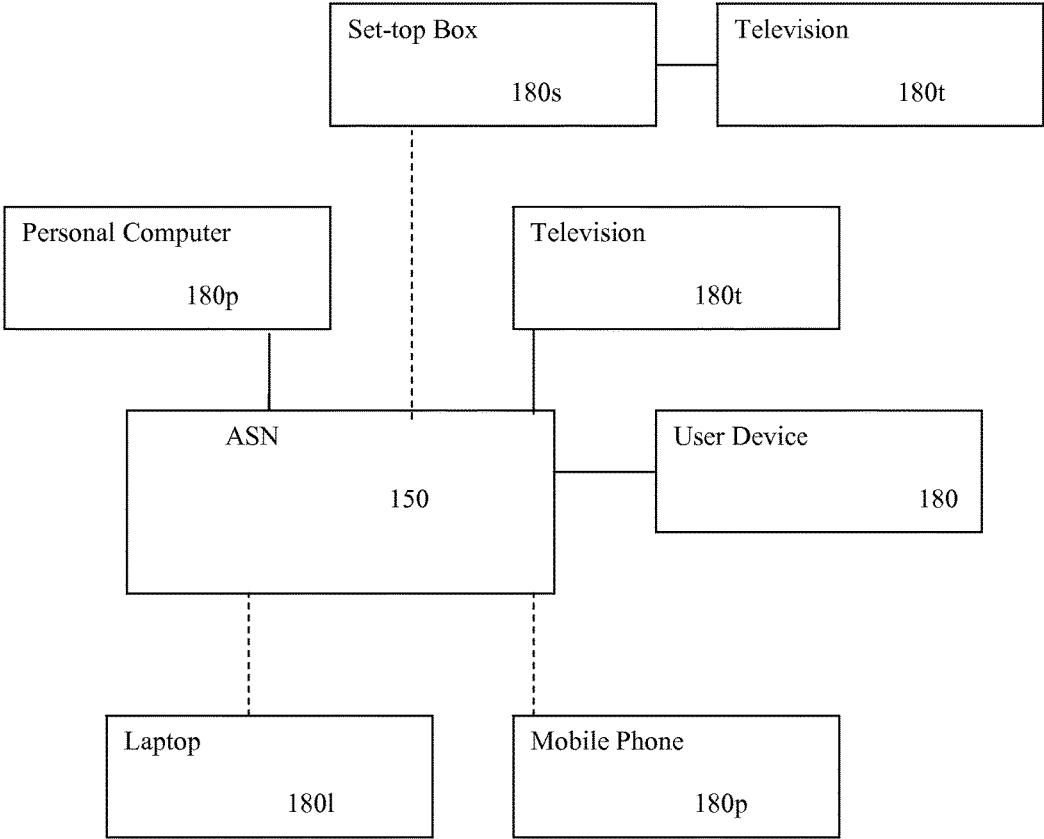 Set-top Box
180s
Television
180t
Personal Computer
180p
Television
180t
ASN
150
User Device
180
Laptop
180l
Mobile Phone
180p